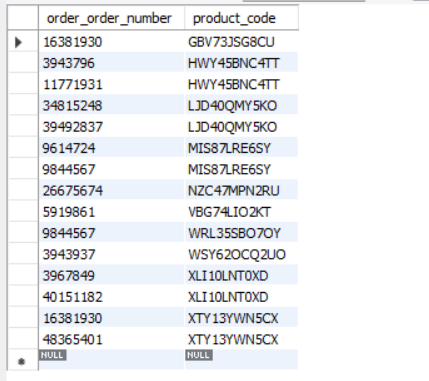 order_order_number product_code
16381930 GBV73JSG8CU
3943796 HWY45BNC4TT
11771931 HWY45BNC4TT
34815248 LJD40QMY5KO
39492837 LJD40QMY5KO
9614724 MIS87LRE6SY
9844567 MIS87LRE6SY
26675674 NZC47MPN2RU
5919861 VBG74LIO2KT
9844567 WRL35SBO7OY
3943937 WSY62OCQ2UO
3967849 XLI10LNT0XD
40151182 XLI10LNT0XD
16381930 XTY13YWN5CX
48365401 XTY13YWN5CX
NULL NULL